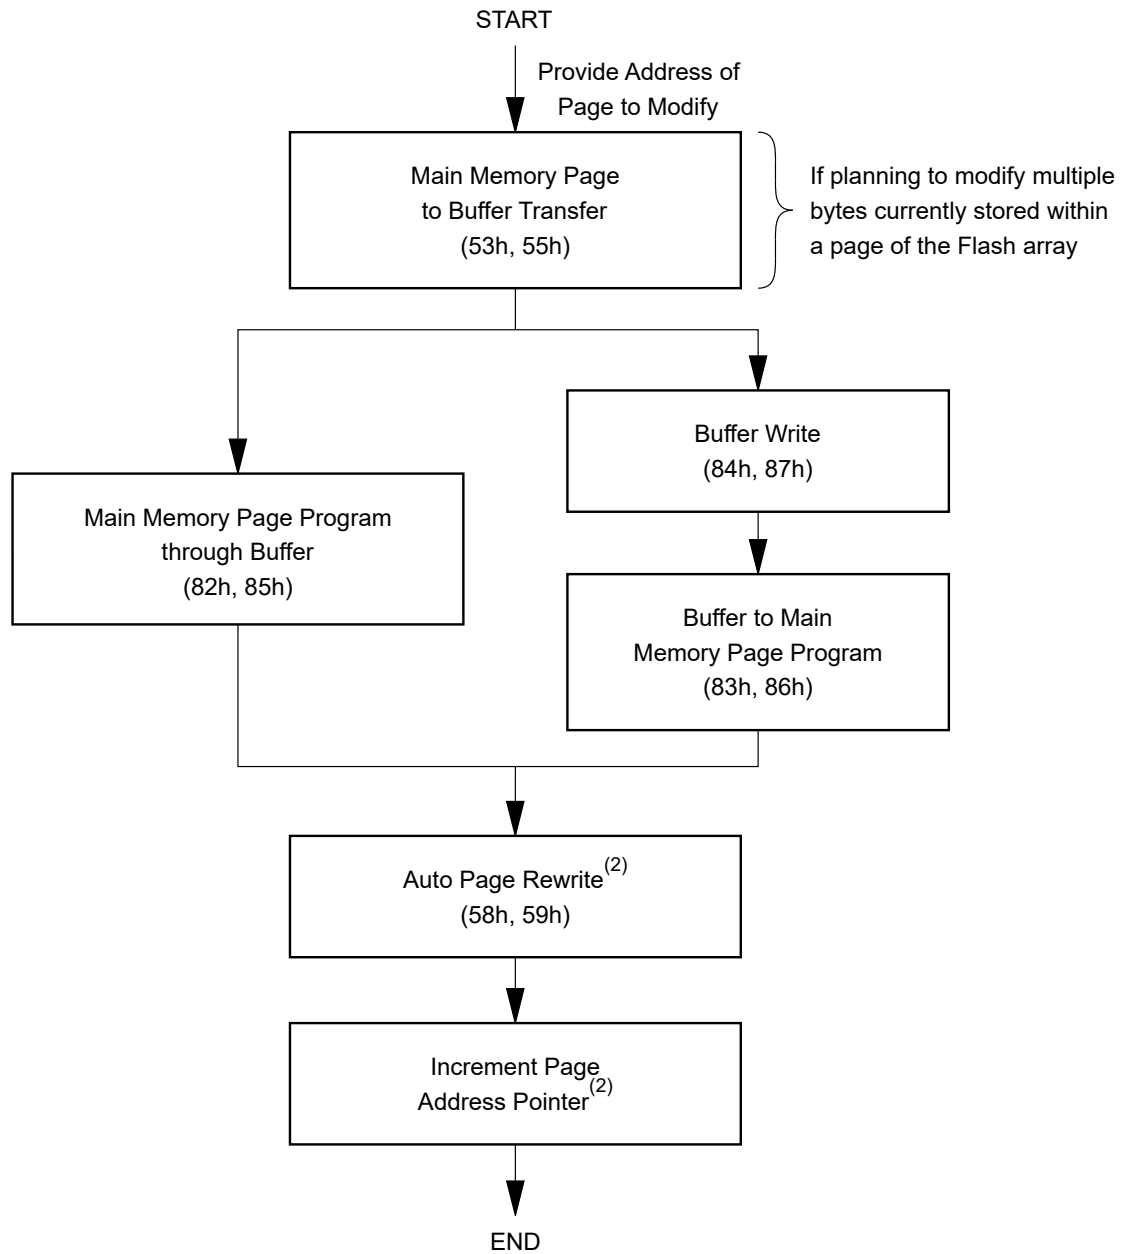 START
Provide Address of
Page to Modify
Main Memory Page
to Buffer Transfer
(53h, 55h)
If planning to modify multiple
bytes currently stored within
a page of the Flash array
Main Memory Page Program
through Buffer
(82h, 85h)
Buffer Write
(84h, 87h)
Buffer to Main
Memory Page Program
(83h, 86h)
Auto Page Rewrite(2)
(58h, 59h)
Increment Page
Address Pointer(2)
END